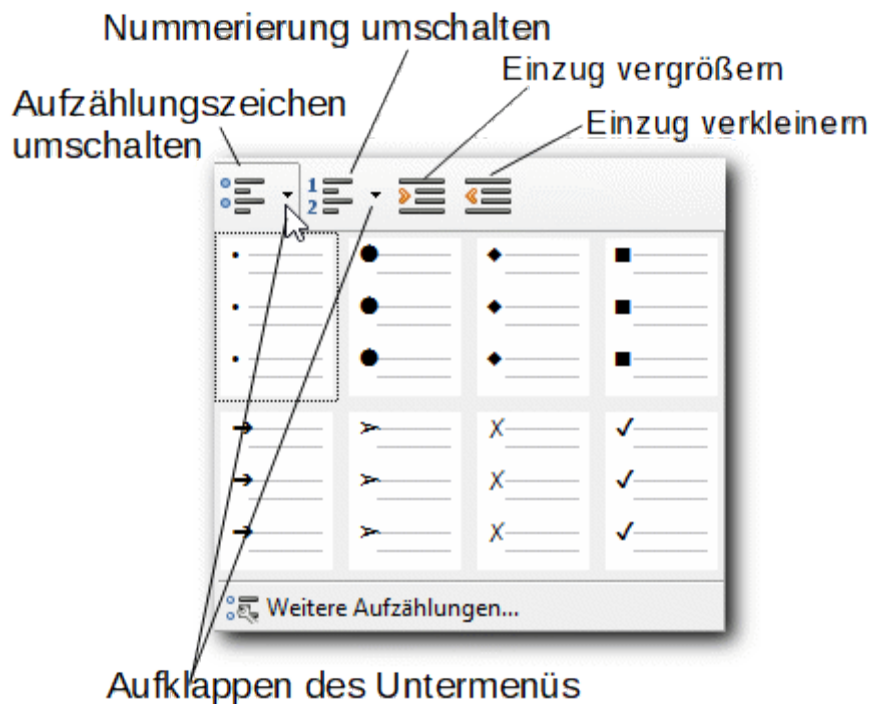 Nummerierung umschalten
Einzug vergrößern
Aufzählungszeichen
umschalten
Einzug verkleinern
1
2
X
X
X
Weitere Aufzählungen...
Aufklappen des Untermenüs